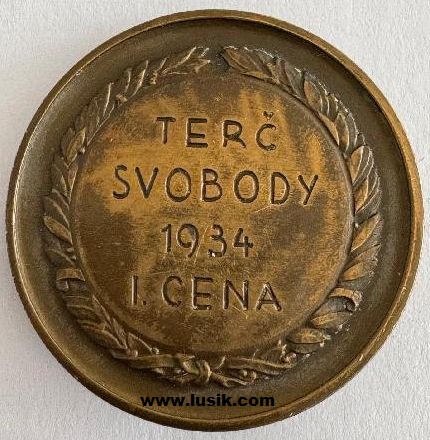 TERČ
SVOBODY
1934
I. CENA
www.lusik.com